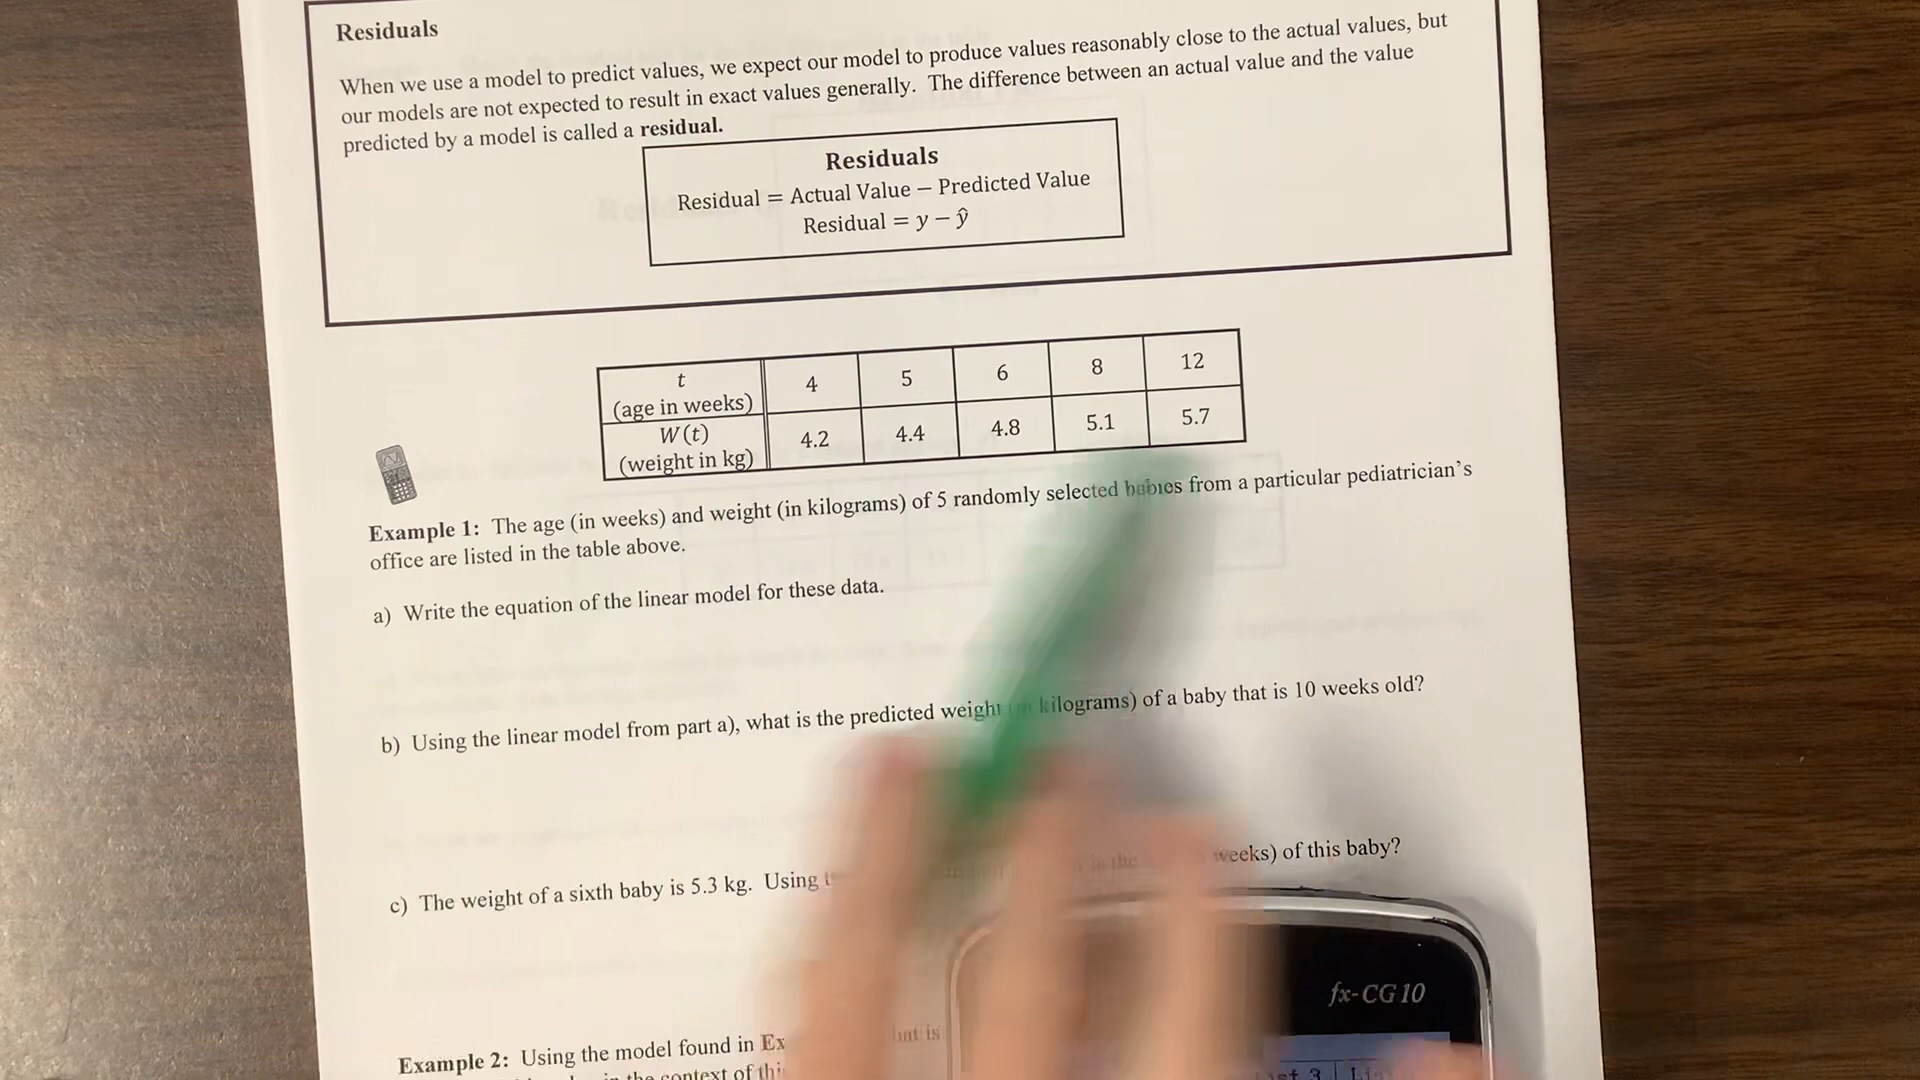 Residuals
When we use a model to predict values, we expect our model to produce values reasonably close to the actual values, but
our models are not expected to result in exact values generally. The difference between an actual value and the value
predicted by a model is called a residual.
Residuals
Residual = Actual Value − Predicted Value
Residual = y − ŷ
t
(age in weeks)
4
5
6
8
12
W(t)
(weight in kg)
4.2
4.4
4.8
5.1
5.7
Example 1: The age (in weeks) and weight (in kilograms) of 5 randomly selected babies from a particular pediatrician's
office are listed in the table above.
a) Write the equation of the linear model for these data.
b) Using the linear model from part a), what is the predicted weight kilograms) of a baby that is 10 weeks old?
c) The weight of a sixth baby is 5.3 kg. Using is the weeks) of this baby?
fx-CG 10
Example 2: Using the model found in Ex
in the context of